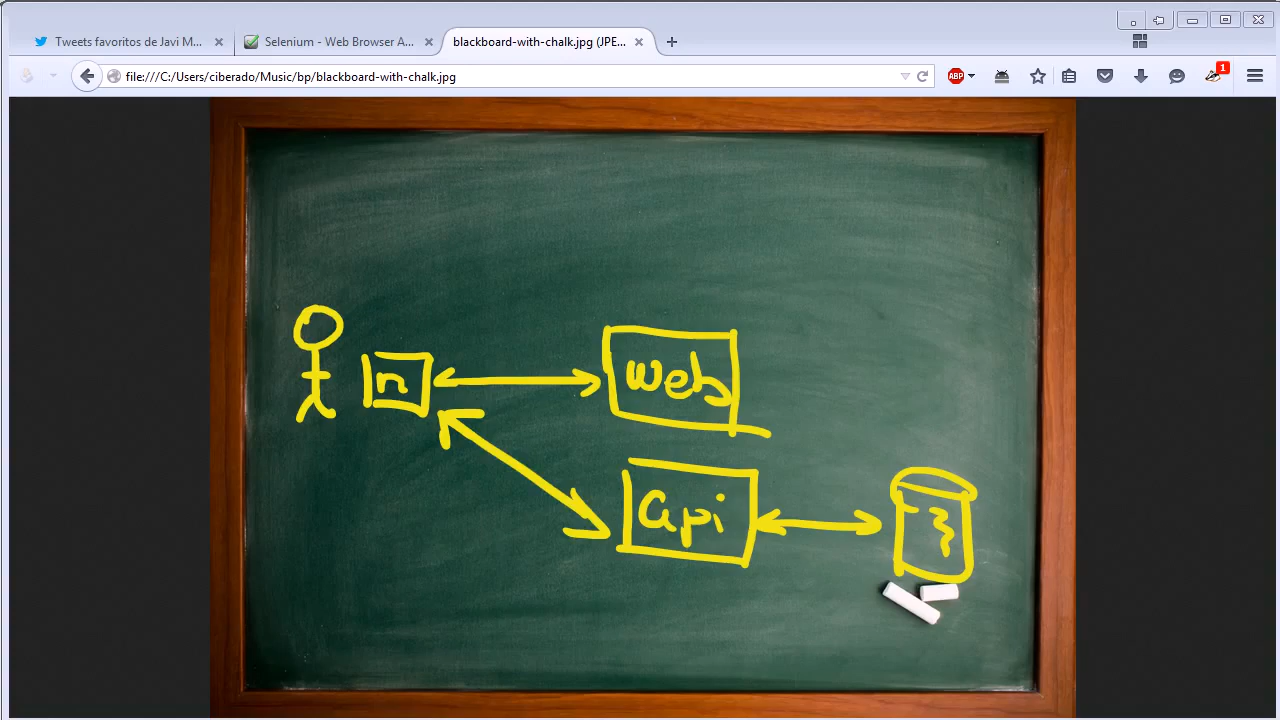 Tweets favoritos de Javi M...
Selenium - Web Browser A...
blackboard-with-chalk.jpg (JPE...
file:///C:/Users/ciberado/Music/bp/blackboard-with-chalk.jpg
ABP
1
n
web
api